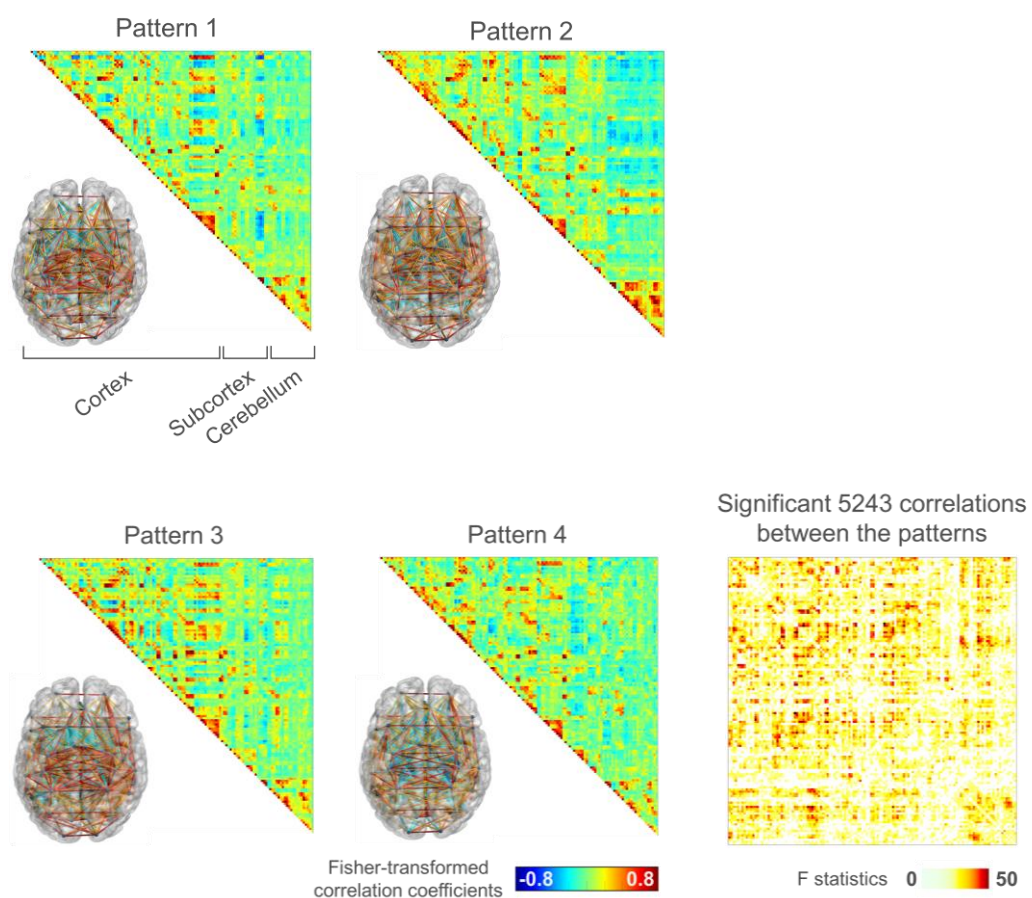 Pattern 1
Pattern 2
Cortex
Subcortex
Cerebellum
Pattern 3
Pattern 4
Significant 5243 correlations
between the patterns
Fisher-transformed
correlation coefficients
-0.8
0.8
F statistics
0
50